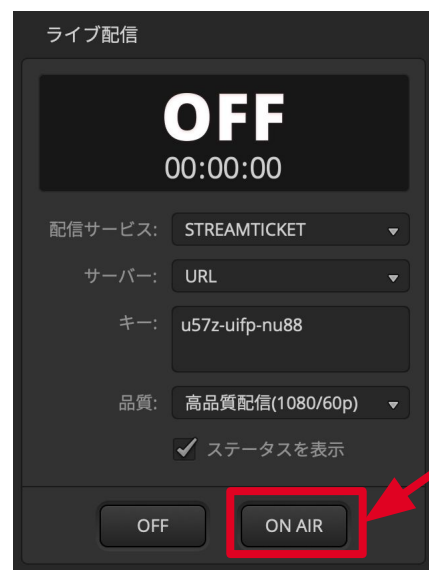 ライブ配信
OFF
00:00:00
配信サービス: STREAMTICKET
サーバー: URL
キー: u57z-uifp-nu88
品質: 高品質配信(1080/60p)
ステータスを表示
OFF ON AIR